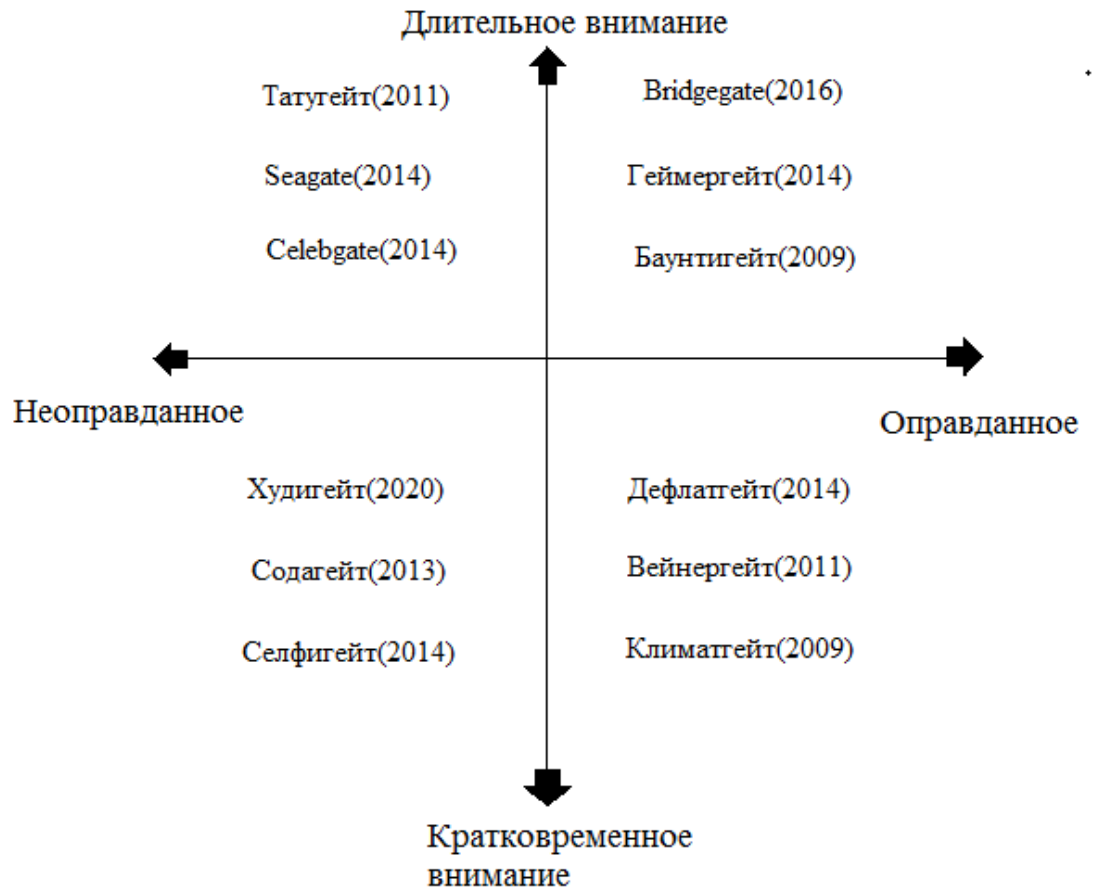 Длительное внимание
Татугейт(2011)
Bridgegate(2016)
Seagate(2014)
Геймергейт(2014)
Celebgate(2014)
Баунтигейт(2009)
Неоправданное
Оправданное
Худигейт(2020)
Дефлатгейт(2014)
Содагейт(2013)
Вейнергейт(2011)
Селфигейт(2014)
Климатгейт(2009)
Кратковременное
внимание